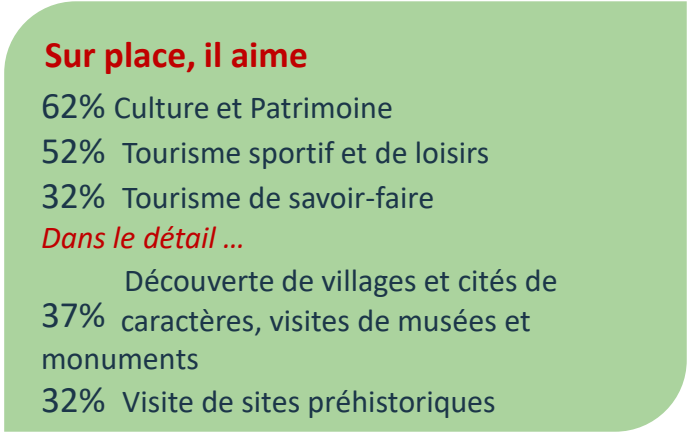 Sur place, il aime
62% Culture et Patrimoine
52% Tourisme sportif et de loisirs
32% Tourisme de savoir-faire
Dans le détail …
Découverte de villages et cités de
37% caractères, visites de musées et
monuments
32% Visite de sites préhistoriques